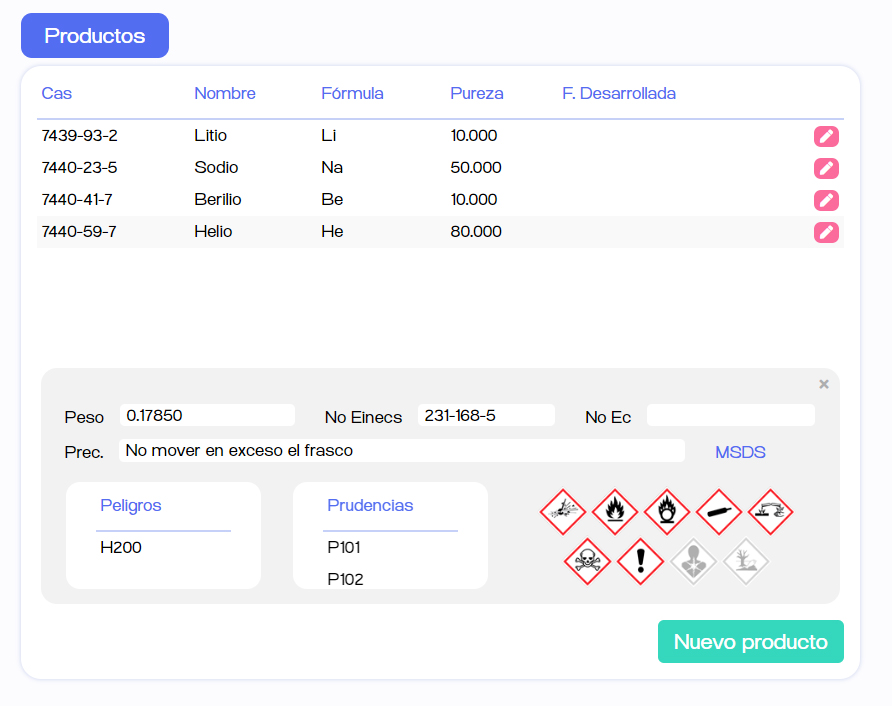 Productos
Cas Nombre Fórmula Pureza F. Desarrollada
7439-93-2 Litio Li 10.000
7440-23-5 Sodio Na 50.000
7440-41-7 Berilio Be 10.000
7440-59-7 Helio He 80.000
Peso 0.17850 No Einecs 231-168-5 No Ec
Prec. No mover en exceso el frasco MSDS
Peligros Prudencias
H200 P101
P102
Nuevo producto